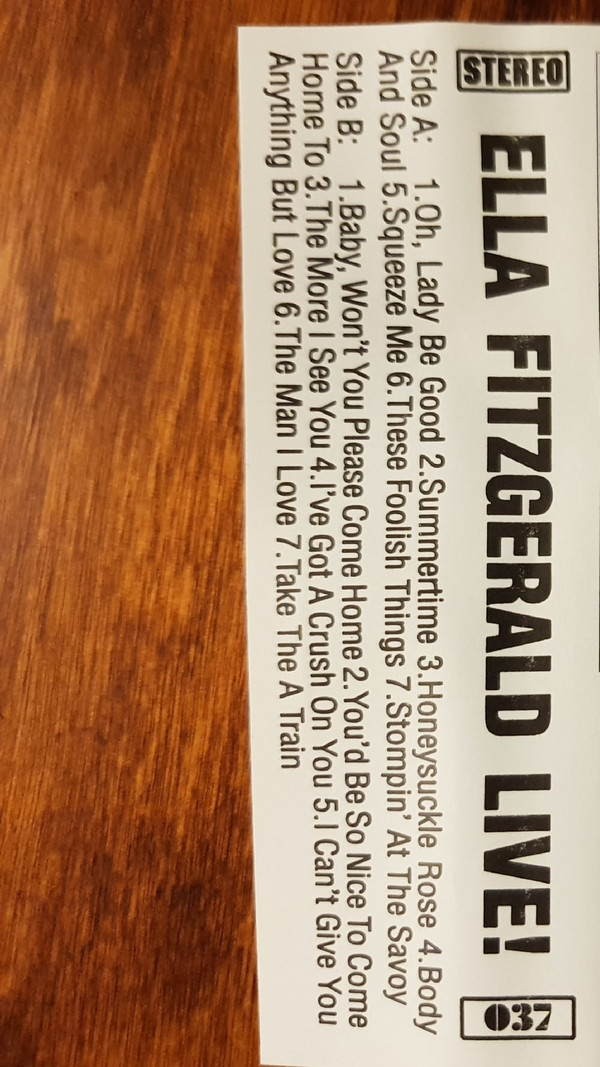 STEREO ELLA FITZGERALD LIVE! 037
Side A: 1.Oh, Lady Be Good 2.Summertime 3.Honeysuckle Rose 4.Body
And Soul 5.Squeeze Me 6.These Foolish Things 7.Stompin' At The Savoy
Side B: 1.Baby, Won't You Please Come Home 2.You'd Be So Nice To Come
Home To 3.The More I See You 4.I've Got A Crush On You 5.I Can't Give You
Anything But Love 6.The Man I Love 7.Take The A Train